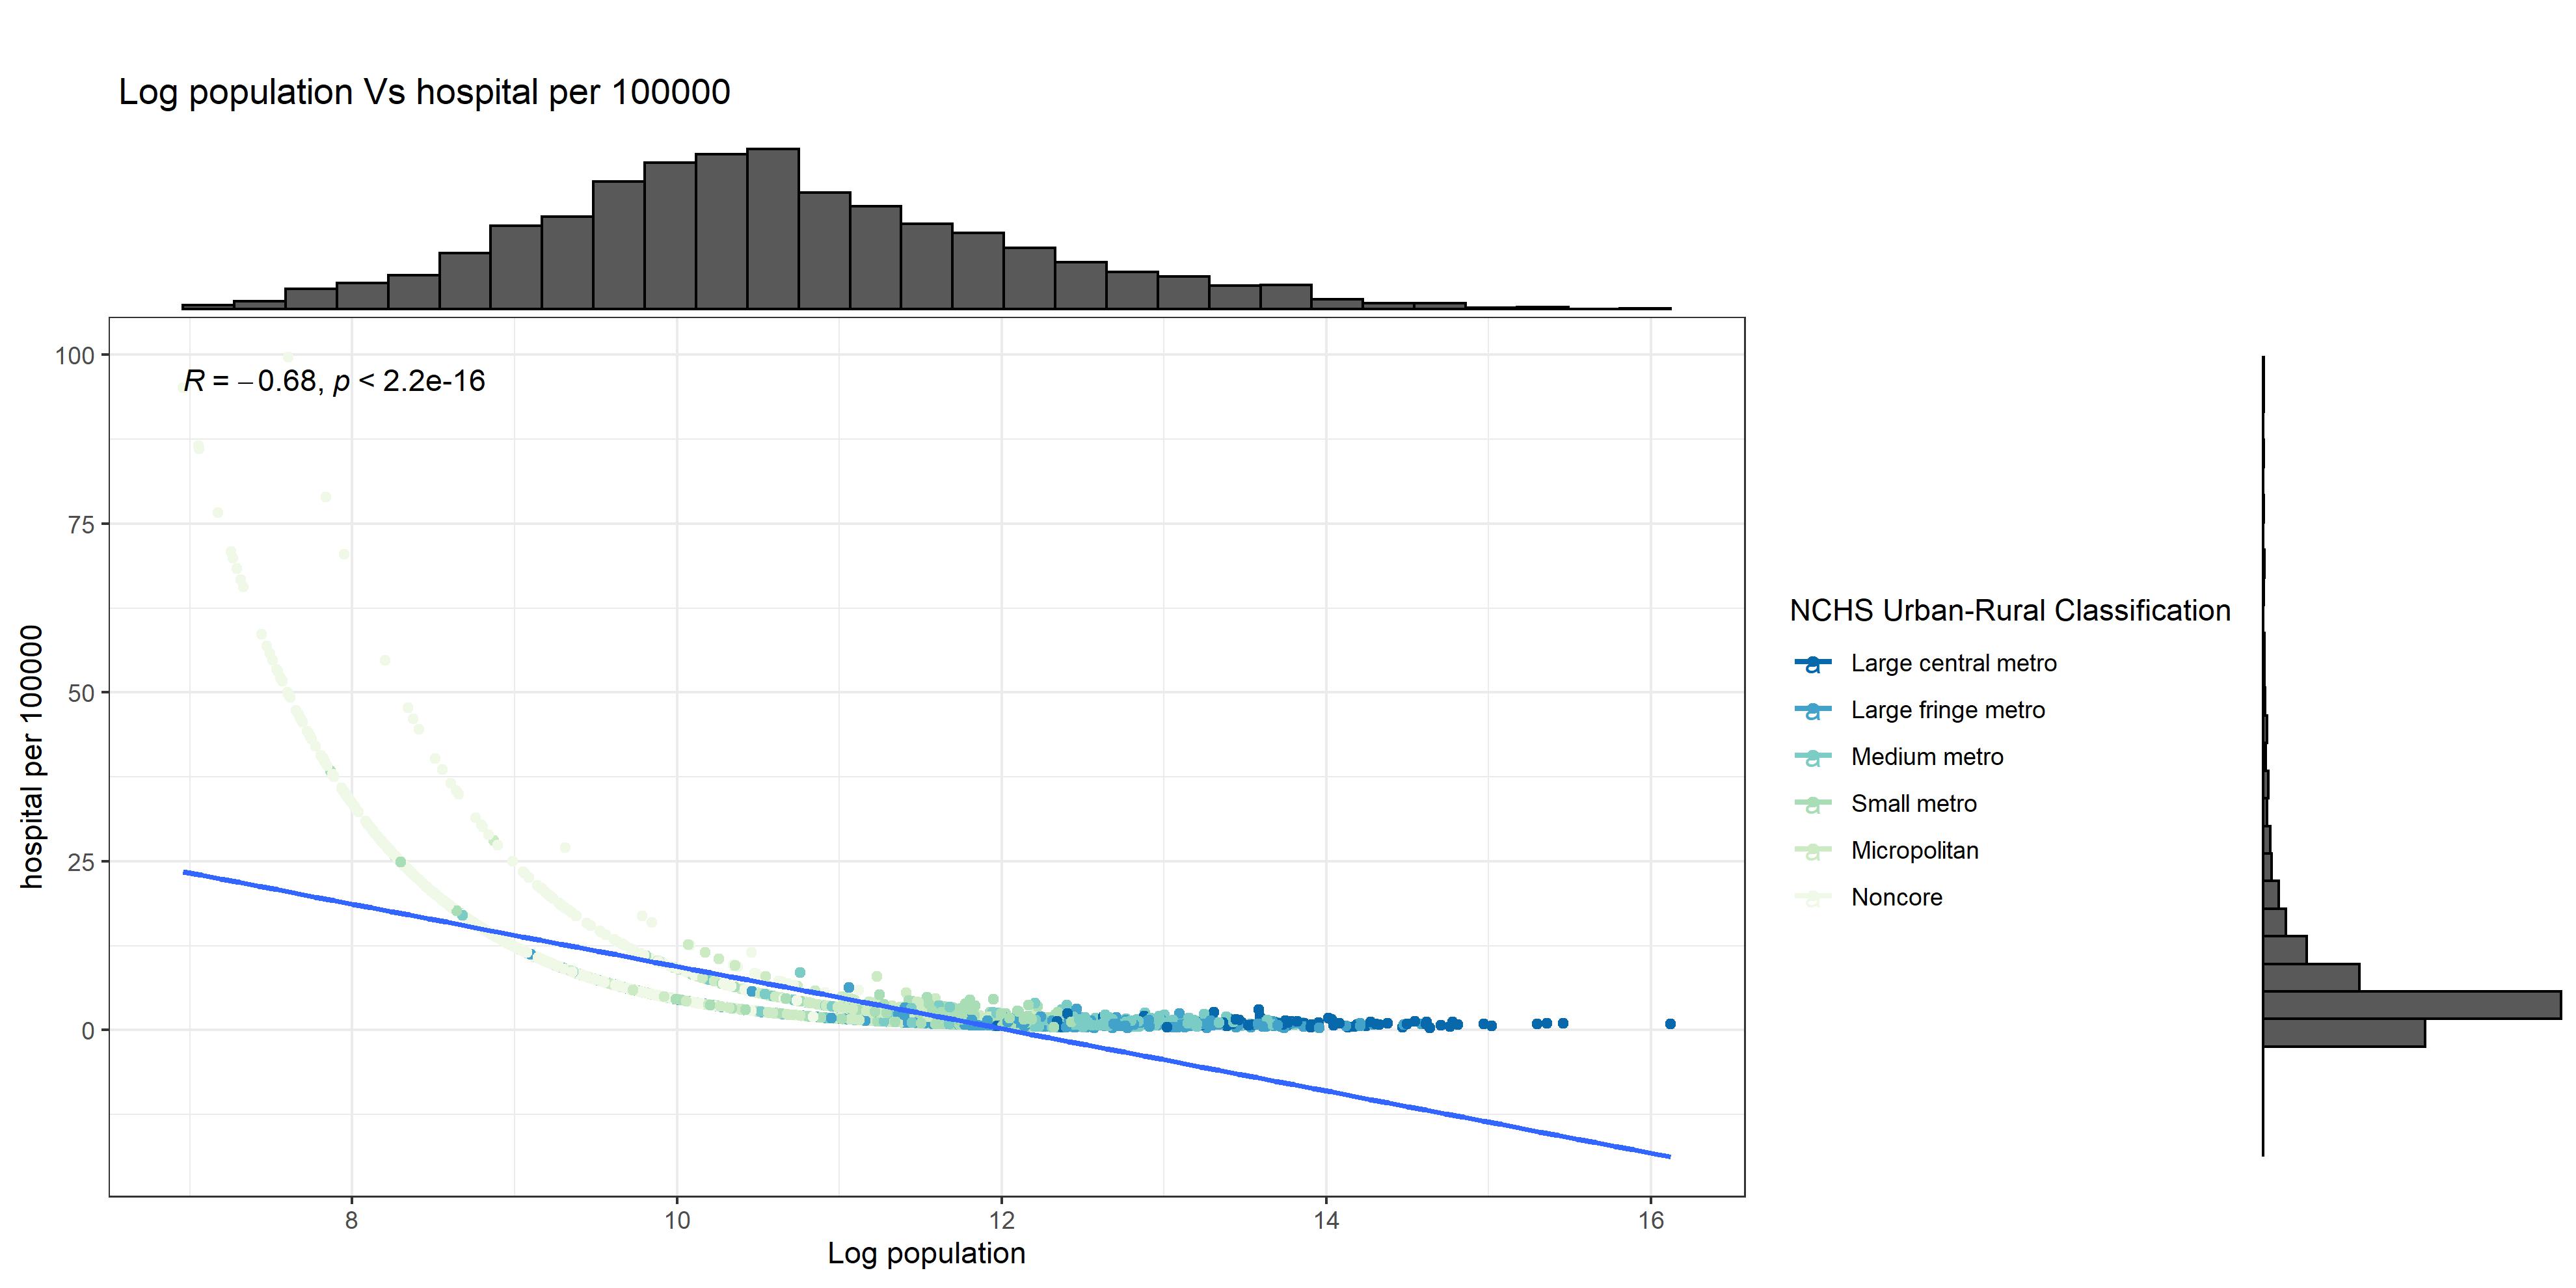 Log population Vs hospital per 100000
R = −0.68, p < 2.2e-16
100
75
50
25
0
hospital per 100000
8
10
12
14
16
Log population
NCHS Urban-Rural Classification
a Large central metro
a Large fringe metro
a Medium metro
a Small metro
a Micropolitan
a Noncore